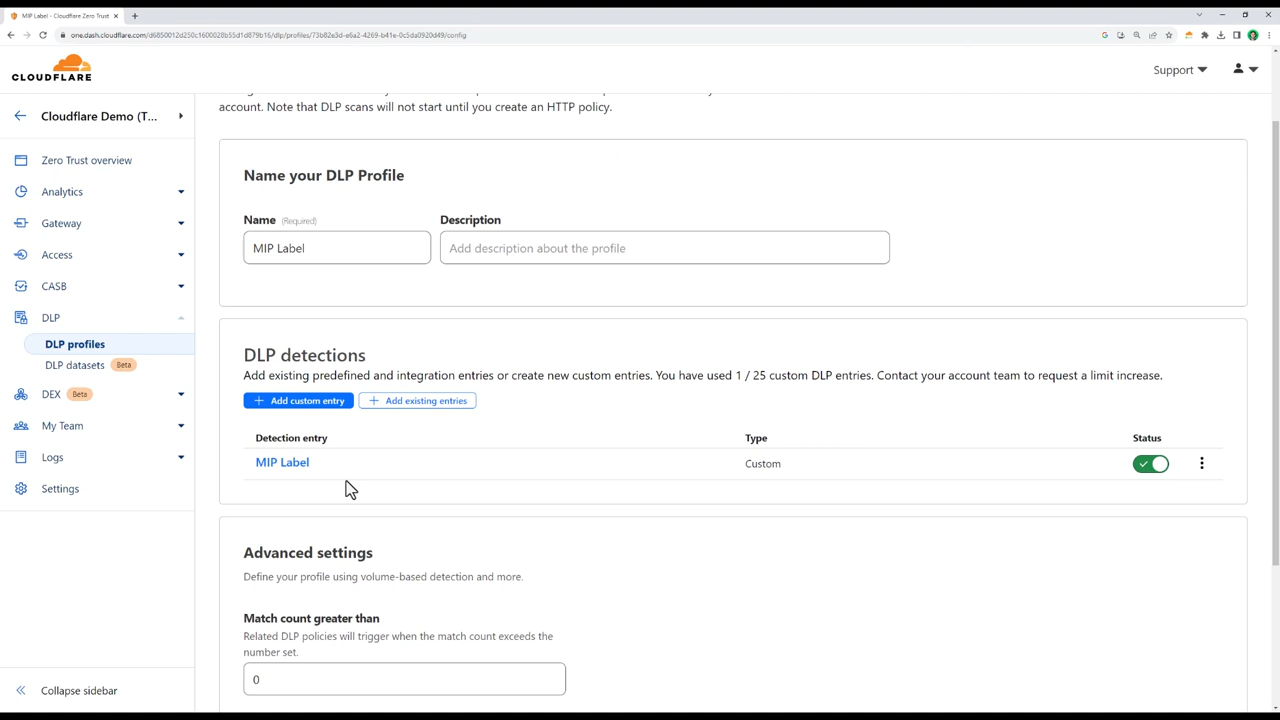 MIP Label - Cloudflare Zero Trust
one.dash.cloudflare.com/d6850012d250c1600028b55d1d879b16/dlp/profiles/73b82e3d-e6a2-4269-b41e-0c5da0920d49/config
CLOUDFLARE
Support
Cloudflare Demo (T...
Zero Trust overview
Analytics
Gateway
Access
CASB
DLP
DLP profiles
DLP datasets Beta
DEX Beta
My Team
Logs
Settings
Collapse sidebar
account. Note that DLP scans will not start until you create an HTTP policy.
Name your DLP Profile
Name (Required) Description
MIP Label Add description about the profile
DLP detections
Add existing predefined and integration entries or create new custom entries. You have used 1 / 25 custom DLP entries. Contact your account team to request a limit increase.
+ Add custom entry + Add existing entries
Detection entry Type Status
MIP Label Custom
Advanced settings
Define your profile using volume-based detection and more.
Match count greater than
Related DLP policies will trigger when the match count exceeds the
number set.
0